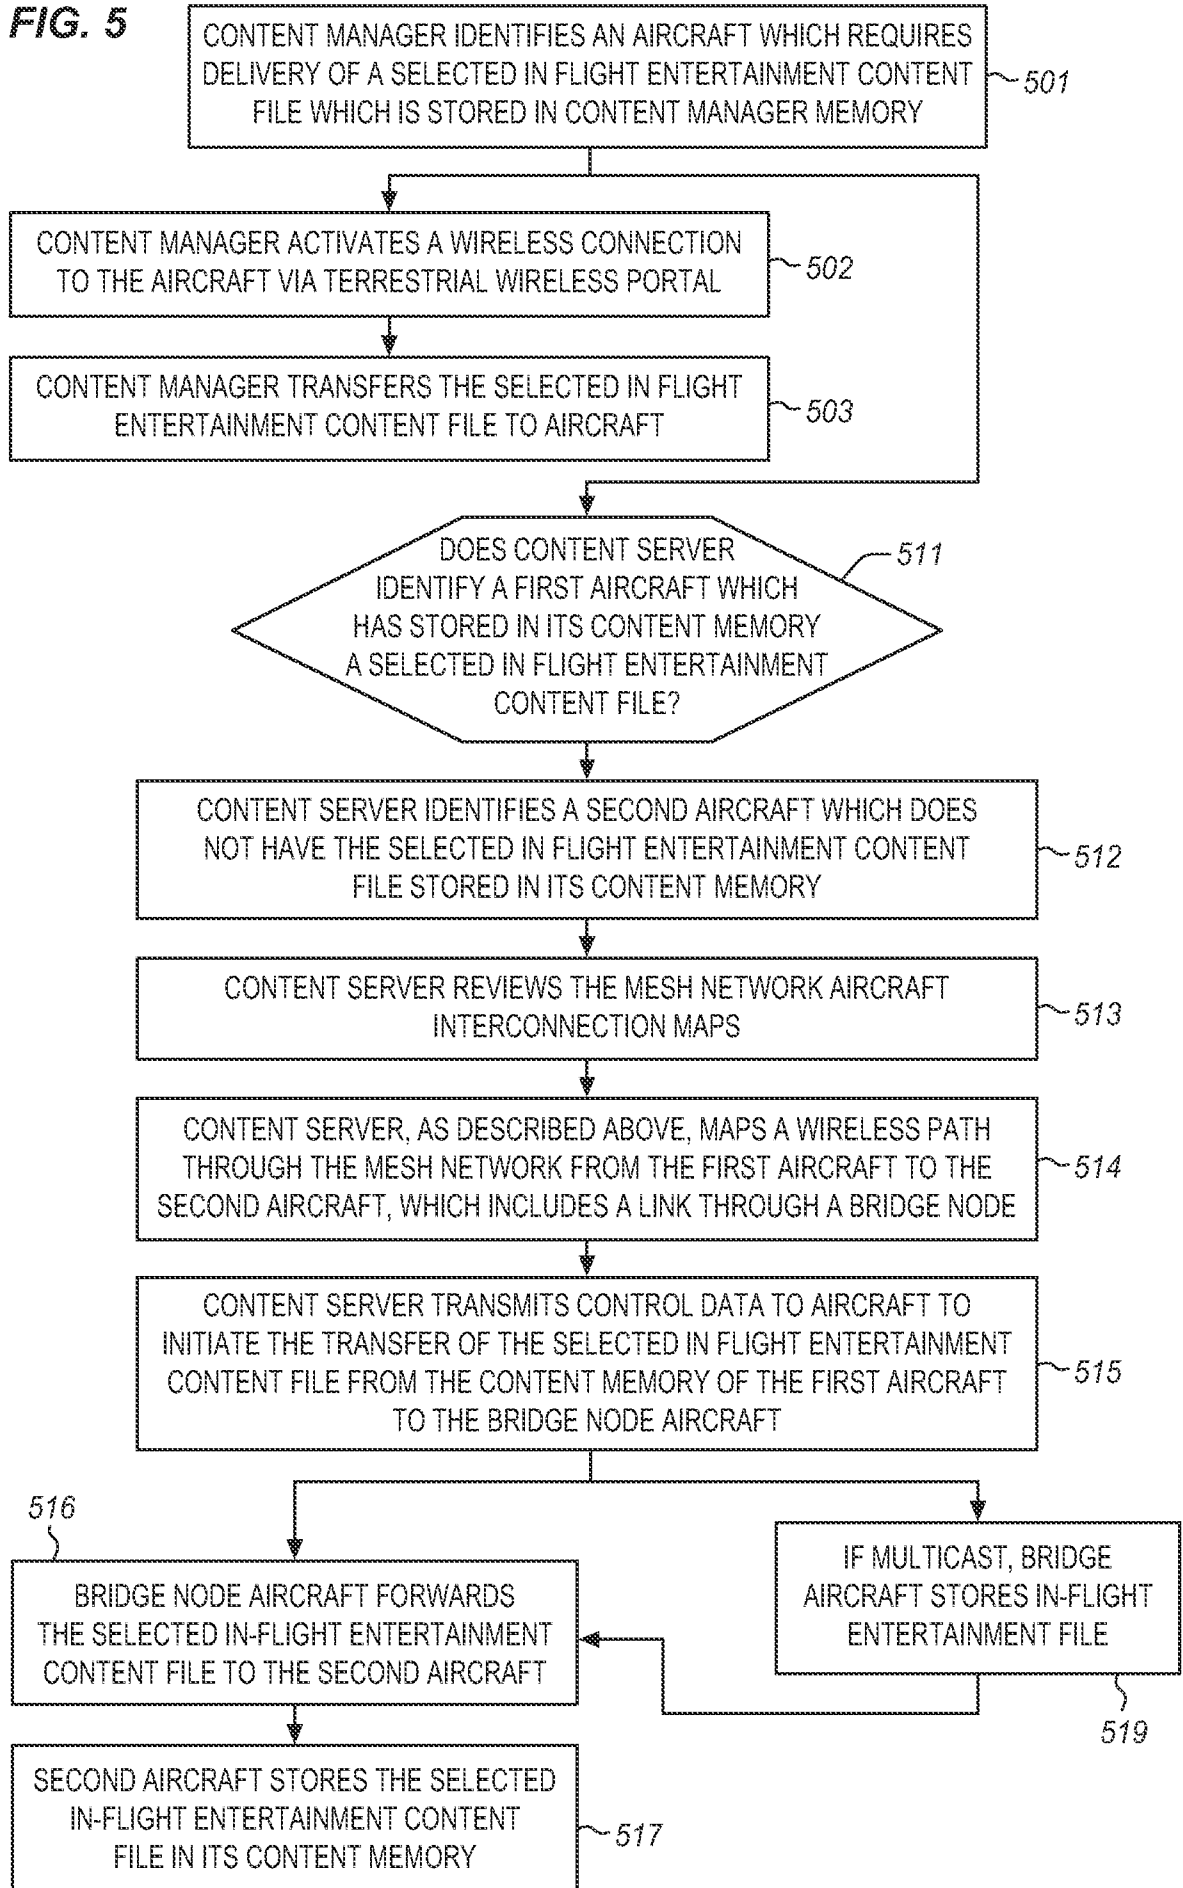 FIG. 5
CONTENT MANAGER IDENTIFIES AN AIRCRAFT WHICH REQUIRES
DELIVERY OF A SELECTED IN FLIGHT ENTERTAINMENT CONTENT
FILE WHICH IS STORED IN CONTENT MANAGER MEMORY
501
CONTENT MANAGER ACTIVATES A WIRELESS CONNECTION
TO THE AIRCRAFT VIA TERRESTRIAL WIRELESS PORTAL
502
CONTENT MANAGER TRANSFERS THE SELECTED IN FLIGHT
ENTERTAINMENT CONTENT FILE TO AIRCRAFT
503
DOES CONTENT SERVER
IDENTIFY A FIRST AIRCRAFT WHICH
HAS STORED IN ITS CONTENT MEMORY
A SELECTED IN FLIGHT ENTERTAINMENT
CONTENT FILE?
511
CONTENT SERVER IDENTIFIES A SECOND AIRCRAFT WHICH DOES
NOT HAVE THE SELECTED IN FLIGHT ENTERTAINMENT CONTENT
FILE STORED IN ITS CONTENT MEMORY
512
CONTENT SERVER REVIEWS THE MESH NETWORK AIRCRAFT
INTERCONNECTION MAPS
513
CONTENT SERVER, AS DESCRIBED ABOVE, MAPS A WIRELESS PATH
THROUGH THE MESH NETWORK FROM THE FIRST AIRCRAFT TO THE
SECOND AIRCRAFT, WHICH INCLUDES A LINK THROUGH A BRIDGE NODE
514
CONTENT SERVER TRANSMITS CONTROL DATA TO AIRCRAFT TO
INITIATE THE TRANSFER OF THE SELECTED IN FLIGHT ENTERTAINMENT
CONTENT FILE FROM THE CONTENT MEMORY OF THE FIRST AIRCRAFT
TO THE BRIDGE NODE AIRCRAFT
515
516
BRIDGE NODE AIRCRAFT FORWARDS
THE SELECTED IN-FLIGHT ENTERTAINMENT
CONTENT FILE TO THE SECOND AIRCRAFT
IF MULTICAST, BRIDGE
AIRCRAFT STORES IN-FLIGHT
ENTERTAINMENT FILE
519
SECOND AIRCRAFT STORES THE SELECTED
IN-FLIGHT ENTERTAINMENT CONTENT
FILE IN ITS CONTENT MEMORY
517